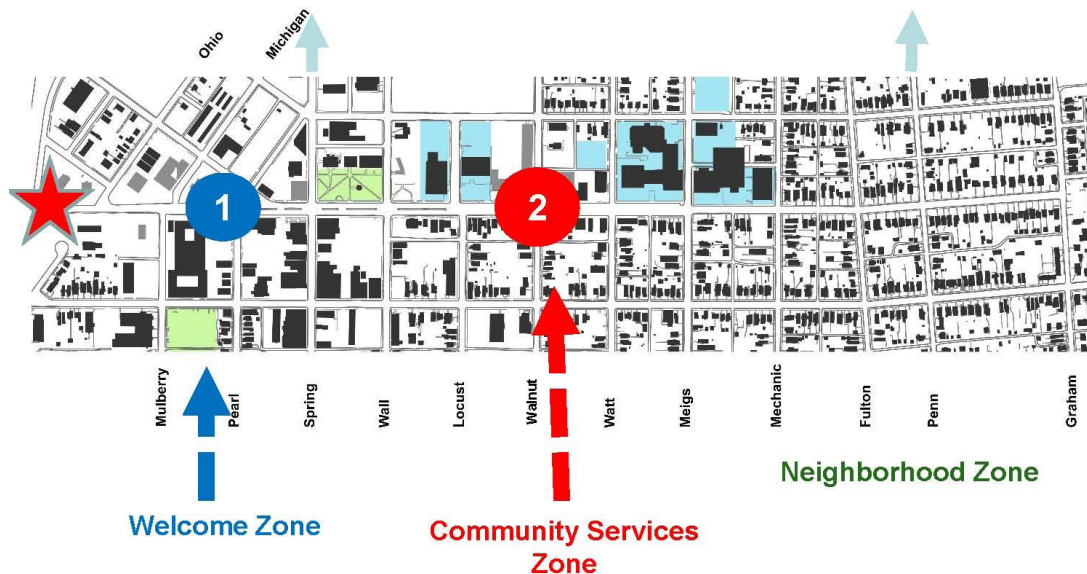 Ohio
Michigan
1
2
Mulberry
Pearl
Spring
Wall
Locust
Walnut
Watt
Meigs
Mechanic
Fulton
Penn
Graham
Neighborhood Zone
Welcome Zone
Community Services
Zone